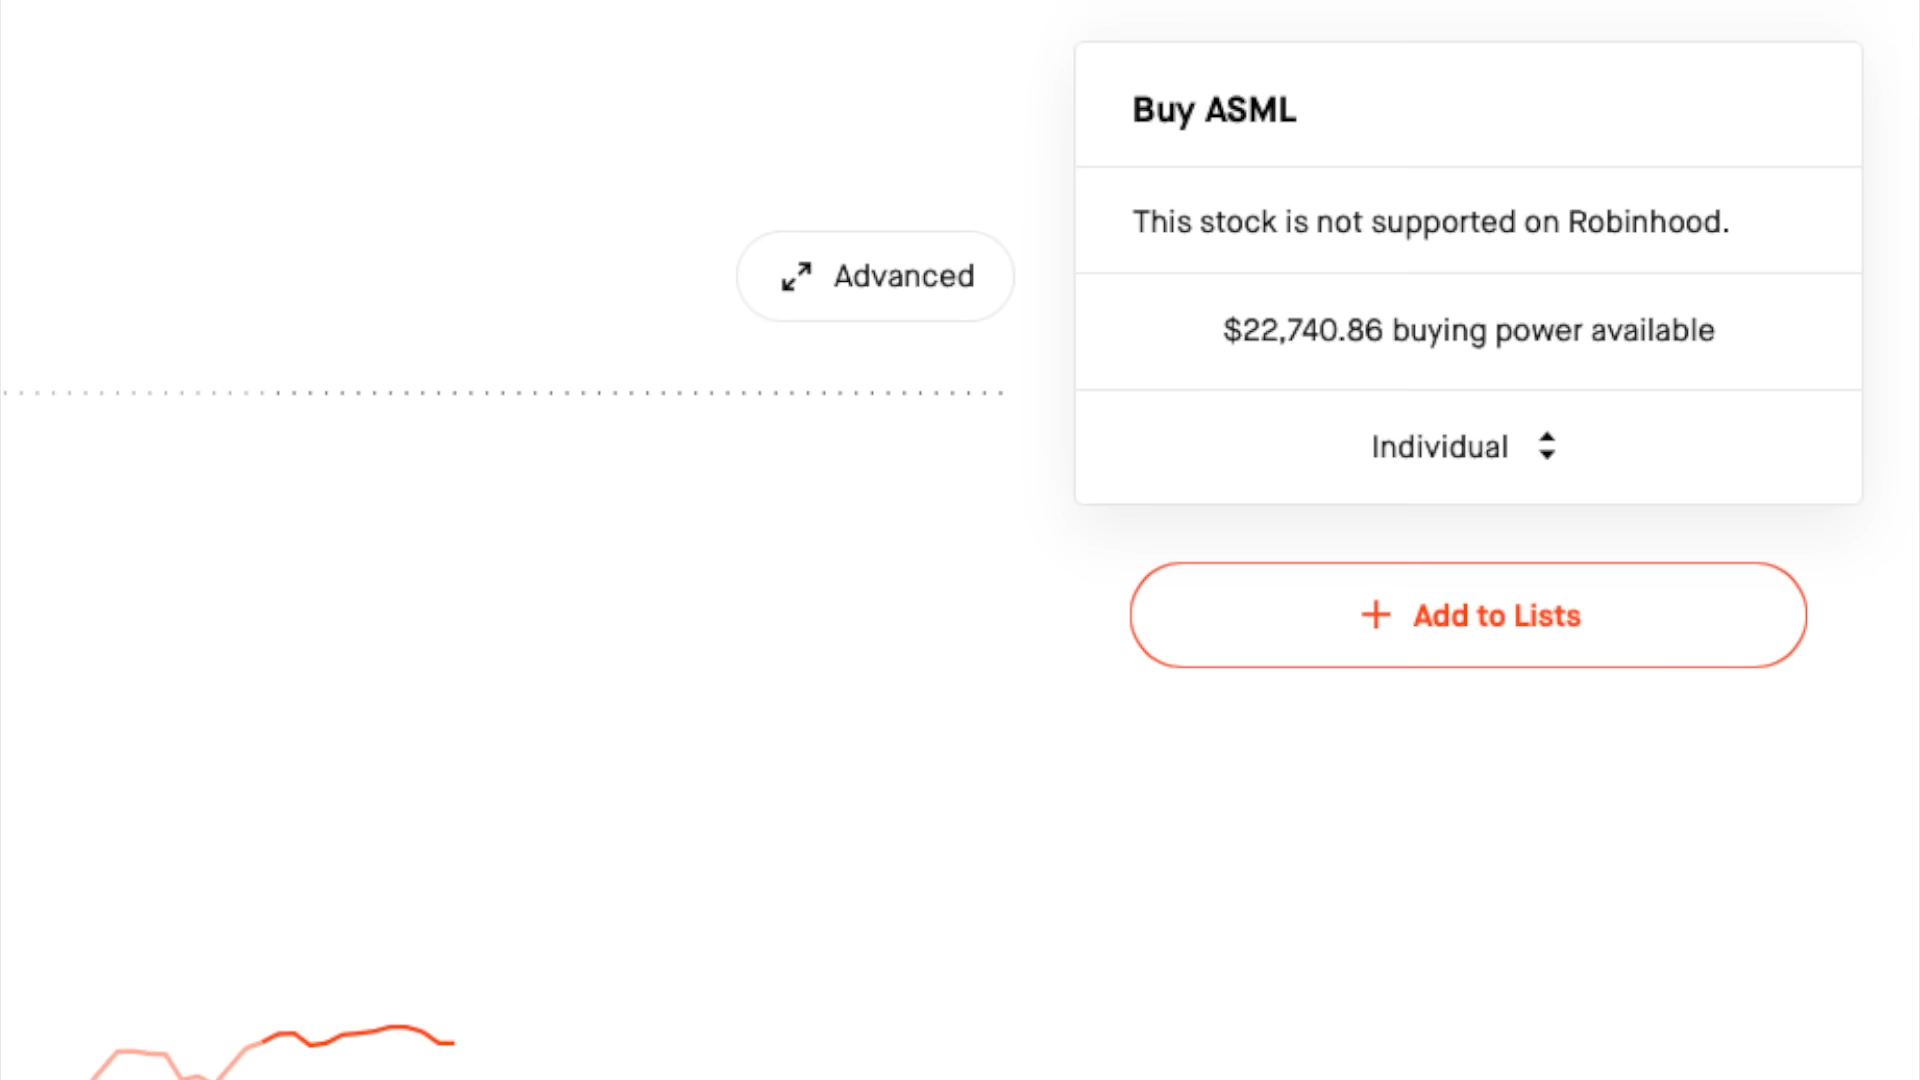 Buy ASML
This stock is not supported on Robinhood.
Advanced
$22,740.86 buying power available
Individual
+ Add to Lists